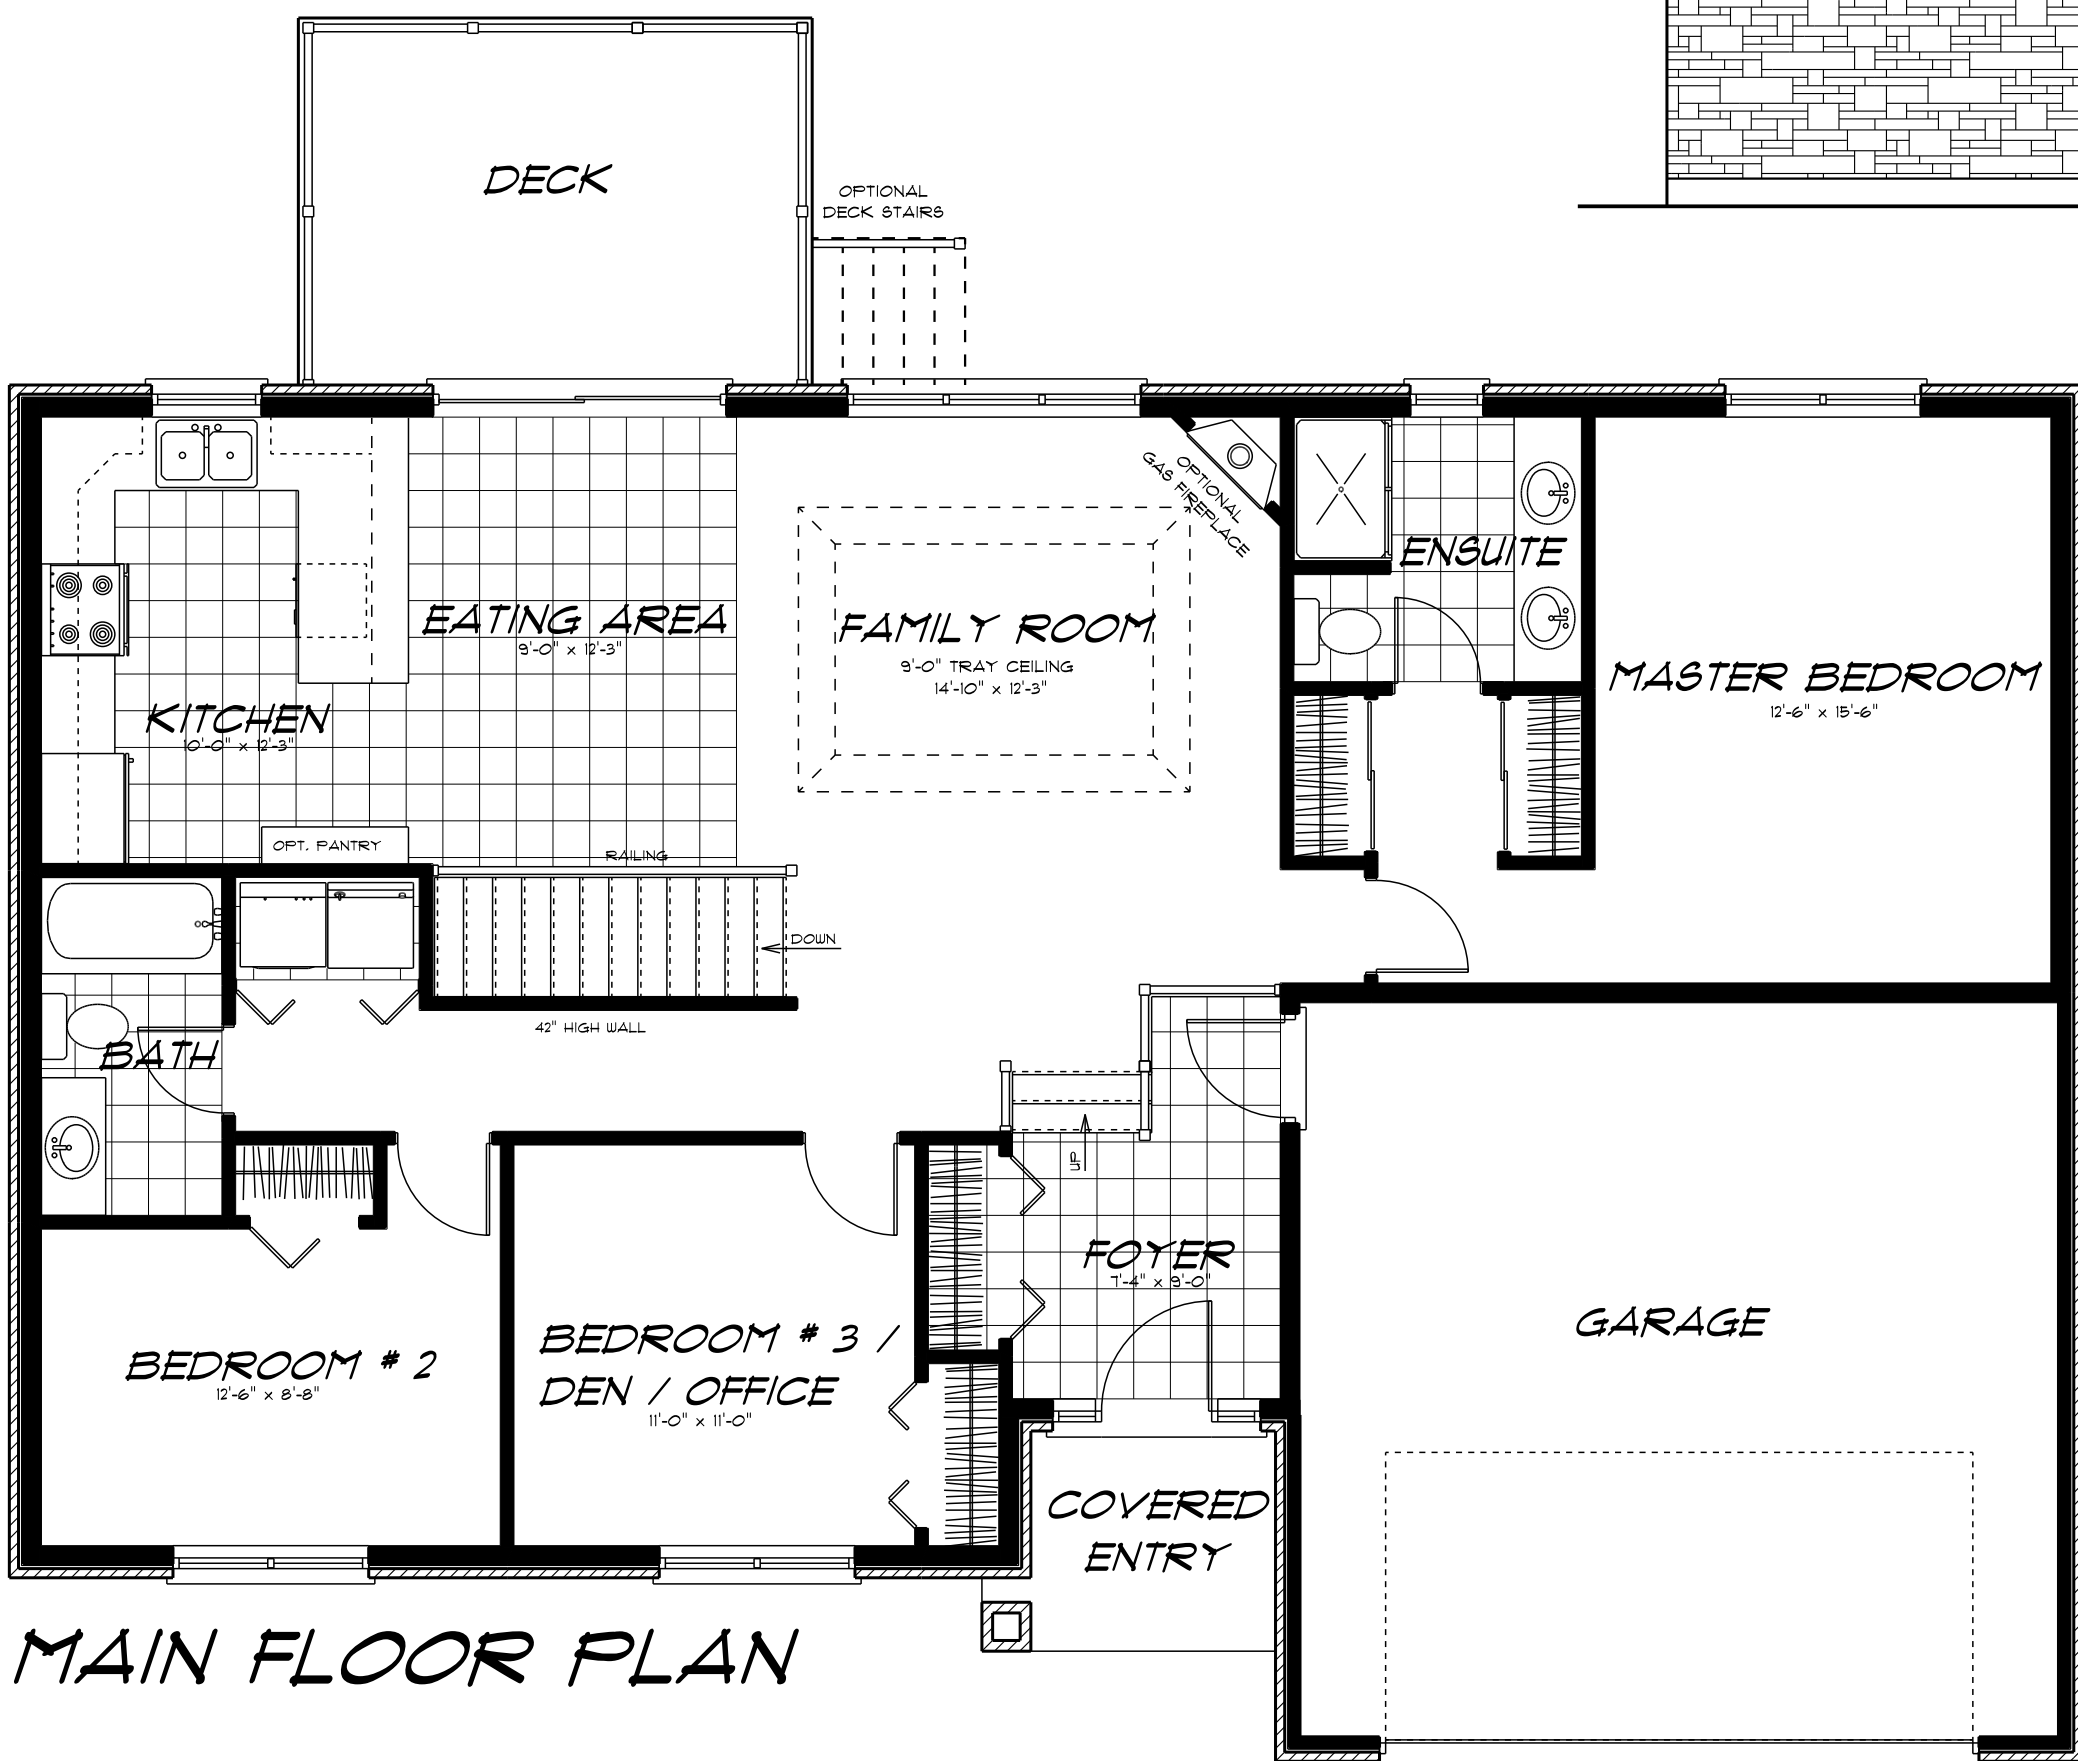 DECK
OPTIONAL
DECK STAIRS
OPTIONAL
GAS FIREPLACE
ENSUITE
EATING AREA
9'-0" x 12'-3"
FAMILY ROOM
9'-0" TRAY CEILING
14'-10" x 12'-3"
MASTER BEDROOM
12'-6" x 15'-6"
KITCHEN
10'-0" x 12'-3"
OPT. PANTRY
RAILING
DOWN
42" HIGH WALL
BATH
UP
FOYER
7'-4" x 9'-0"
GARAGE
BEDROOM # 2
12'-6" x 8'-8"
BEDROOM # 3 /
DEN / OFFICE
11'-0" x 11'-0"
COVERED
ENTRY
MAIN FLOOR PLAN